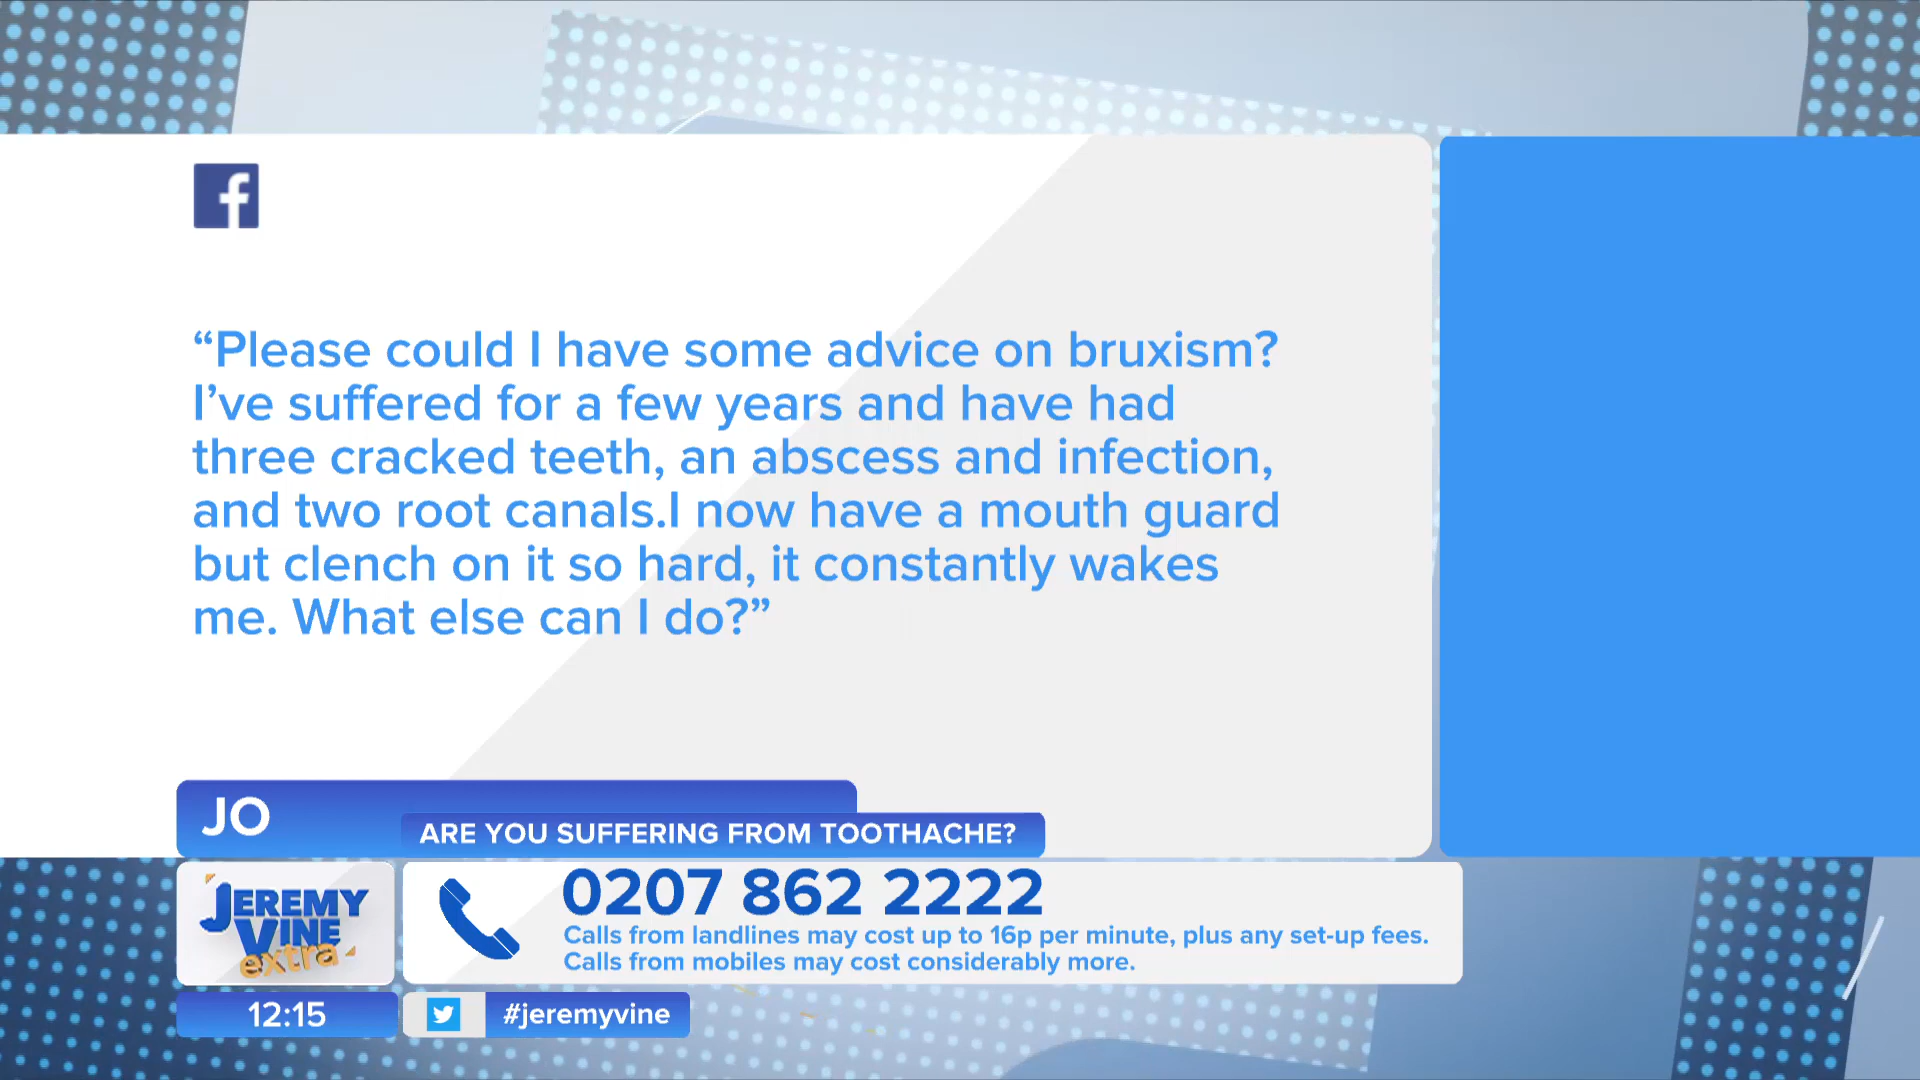 “Please could I have some advice on bruxism?
I’ve suffered for a few years and have had
three cracked teeth, an abscess and infection,
and two root canals.I now have a mouth guard
but clench on it so hard, it constantly wakes
me. What else can I do?”
JO
ARE YOU SUFFERING FROM TOOTHACHE?
JEREMY
VINE
extra
0207 862 2222
Calls from landlines may cost up to 16p per minute, plus any set-up fees.
Calls from mobiles may cost considerably more.
12:15
#jeremyvine